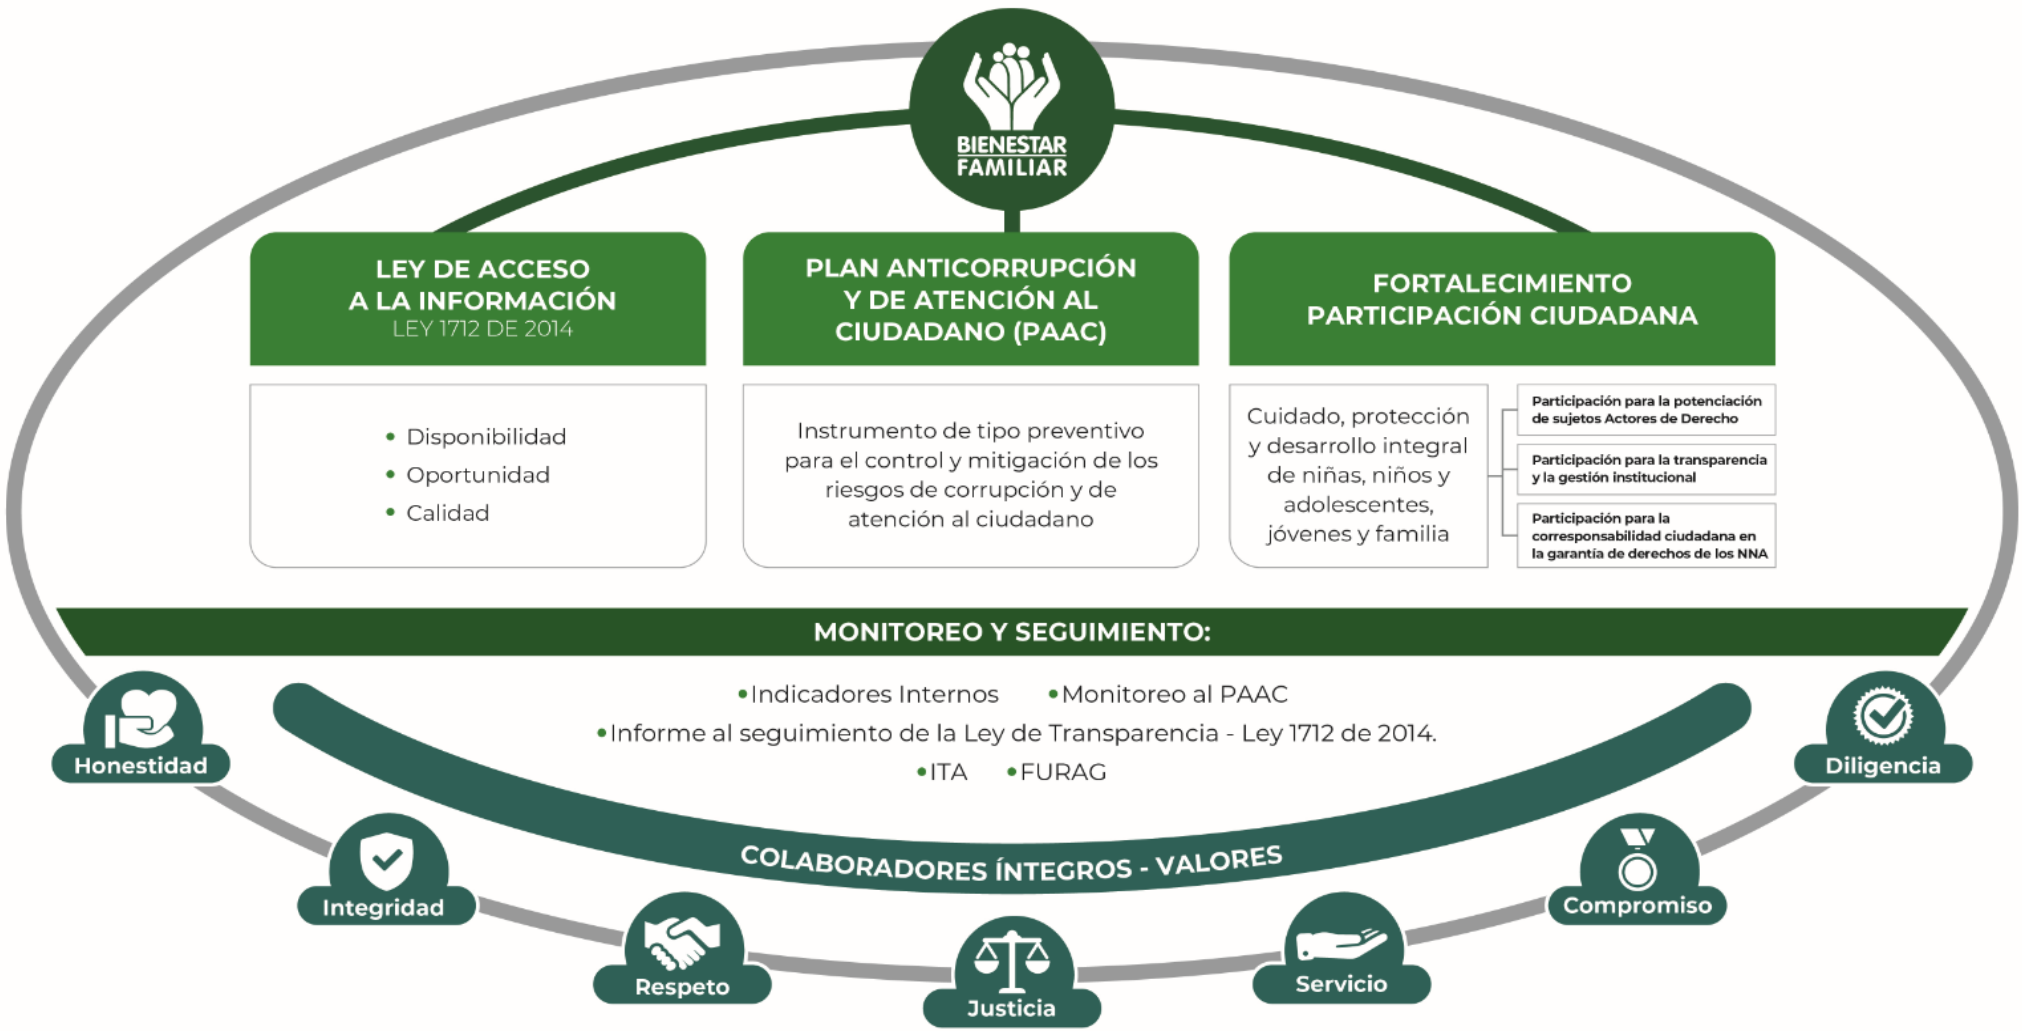 BIENESTAR
FAMILIAR
LEY DE ACCESO
A LA INFORMACIÓN
LEY 1712 DE 2014
• Disponibilidad
• Oportunidad
• Calidad
PLAN ANTICORRUPCIÓN
Y DE ATENCIÓN AL
CIUDADANO (PAAC)
Instrumento de tipo preventivo
para el control y mitigación de los
riesgos de corrupción y de
atención al ciudadano
FORTALECIMIENTO
PARTICIPACIÓN CIUDADANA
Cuidado, protección
y desarrollo integral
de niñas, niños y
adolescentes,
jóvenes y familia
Participación para la potenciación
de sujetos Actores de Derecho
Participación para la transparencia
y la gestión institucional
Participación para la
corresponsabilidad ciudadana en
la garantía de derechos de los NNA
MONITOREO Y SEGUIMIENTO:
•Indicadores Internos •Monitoreo al PAAC
•Informe al seguimiento de la Ley de Transparencia - Ley 1712 de 2014.
•ITA •FURAG
COLABORADORES ÍNTEGROS - VALORES
Honestidad
Integridad
Respeto
Justicia
Servicio
Compromiso
Diligencia